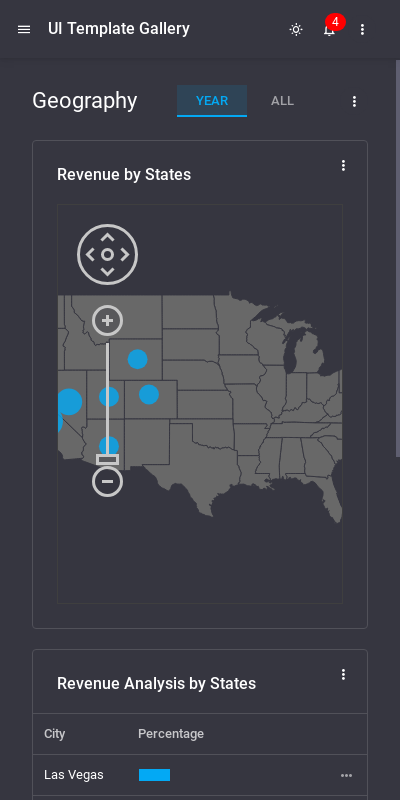 UI Template Gallery
4
Geography
YEAR
ALL
Revenue by States
Revenue Analysis by States
City
Percentage
Las Vegas